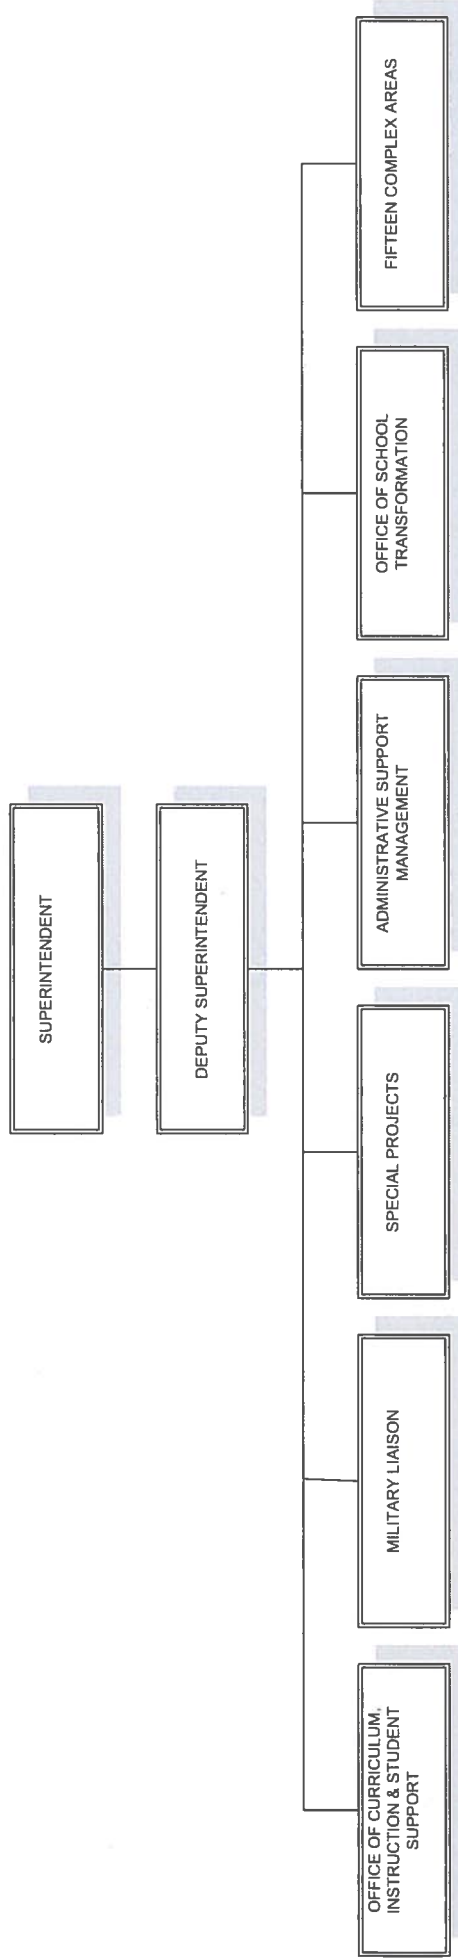 SUPERINTENDENT
DEPUTY SUPERINTENDENT
OFFICE OF CURRICULUM,
INSTRUCTION & STUDENT
SUPPORT
MILITARY LIAISON
SPECIAL PROJECTS
ADMINISTRATIVE SUPPORT
MANAGEMENT
OFFICE OF SCHOOL
TRANSFORMATION
FIFTEEN COMPLEX AREAS